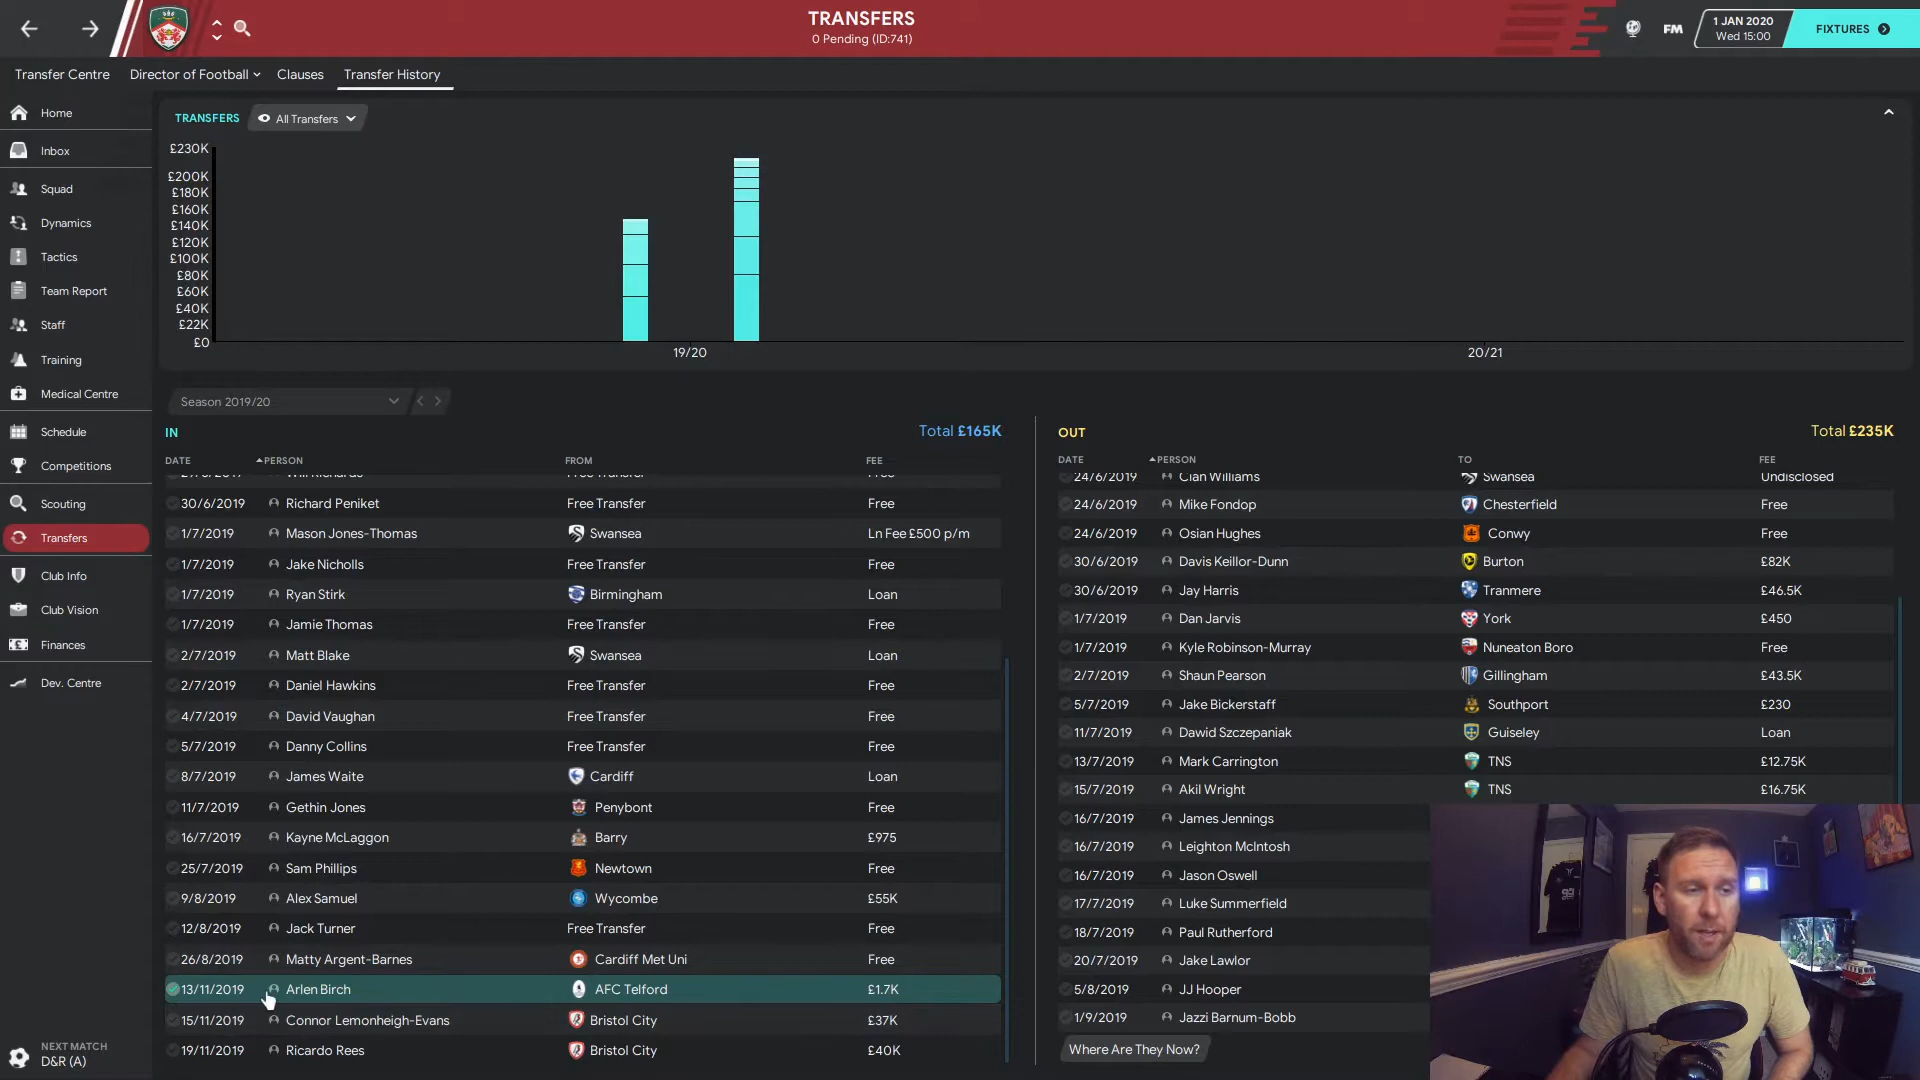 TRANSFERS
0 Pending (ID:741)
FM
1 JAN 2020
Wed 15:00
FIXTURES
Transfer Centre
Director of Football
Clauses
Transfer History
Home
Inbox
Squad
Dynamics
Tactics
Team Report
Staff
Training
Medical Centre
Schedule
Competitions
Scouting
Transfers
Club Info
Club Vision
Finances
Dev. Centre
NEXT MATCH
D&R (A)
TRANSFERS
All Transfers
£230K
£200K
£180K
£160K
£140K
£120K
£100K
£80K
£60K
£40K
£22K
£0
19/20
20/21
Season 2019/20
IN
Total £165K
DATE PERSON FROM FEE
30/6/2019 Richard Peniket Free Transfer Free
1/7/2019 Mason Jones-Thomas Swansea Ln Fee £500 p/m
1/7/2019 Jake Nicholls Free Transfer Free
1/7/2019 Ryan Stirk Birmingham Loan
1/7/2019 Jamie Thomas Free Transfer Free
2/7/2019 Matt Blake Swansea Loan
2/7/2019 Daniel Hawkins Free Transfer Free
4/7/2019 David Vaughan Free Transfer Free
5/7/2019 Danny Collins Free Transfer Free
8/7/2019 James Waite Cardiff Loan
11/7/2019 Gethin Jones Penybont Free
16/7/2019 Kayne McLaggon Barry £975
25/7/2019 Sam Phillips Newtown Free
9/8/2019 Alex Samuel Wycombe £55K
12/8/2019 Jack Turner Free Transfer Free
26/8/2019 Matty Argent-Barnes Cardiff Met Uni Free
13/11/2019 Arlen Birch AFC Telford £1.7K
15/11/2019 Connor Lemonheigh-Evans Bristol City £37K
19/11/2019 Ricardo Rees Bristol City £40K
OUT
Total £235K
DATE PERSON TO FEE
24/6/2019 Cian Williams Swansea Undisclosed
24/6/2019 Mike Fondop Chesterfield Free
24/6/2019 Osian Hughes Conwy Free
30/6/2019 Davis Keillor-Dunn Burton £82K
30/6/2019 Jay Harris Tranmere £46.5K
1/7/2019 Dan Jarvis York £450
1/7/2019 Kyle Robinson-Murray Nuneaton Boro Free
2/7/2019 Shaun Pearson Gillingham £43.5K
5/7/2019 Jake Bickerstaff Southport £230
11/7/2019 Dawid Szczepaniak Guiseley Loan
13/7/2019 Mark Carrington TNS £12.75K
15/7/2019 Akil Wright TNS £16.75K
16/7/2019 James Jennings
16/7/2019 Leighton McIntosh
16/7/2019 Jason Oswell
17/7/2019 Luke Summerfield
18/7/2019 Paul Rutherford
20/7/2019 Jake Lawlor
5/8/2019 JJ Hooper
1/9/2019 Jazzi Barnum-Bobb
Where Are They Now?